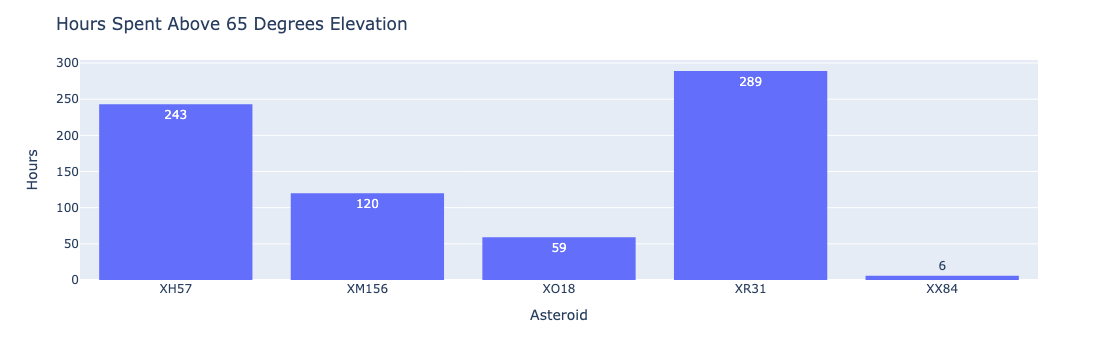 Hours Spent Above 65 Degrees Elevation
300
250
200
150
100
50
0
Hours
243
120
59
289
6
XH57
XM156
XO18
XR31
XX84
Asteroid